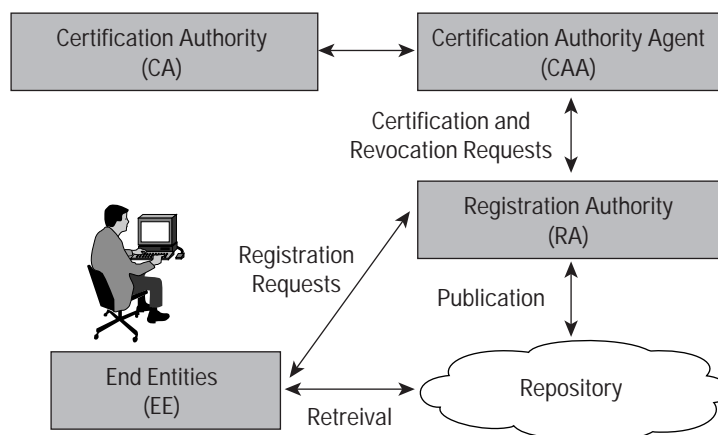 Certification Authority
(CA)
Certification Authority Agent
(CAA)
Certification and
Revocation Requests
Registration Authority
(RA)
Registration
Requests
Publication
End Entities
(EE)
Retreival
Repository